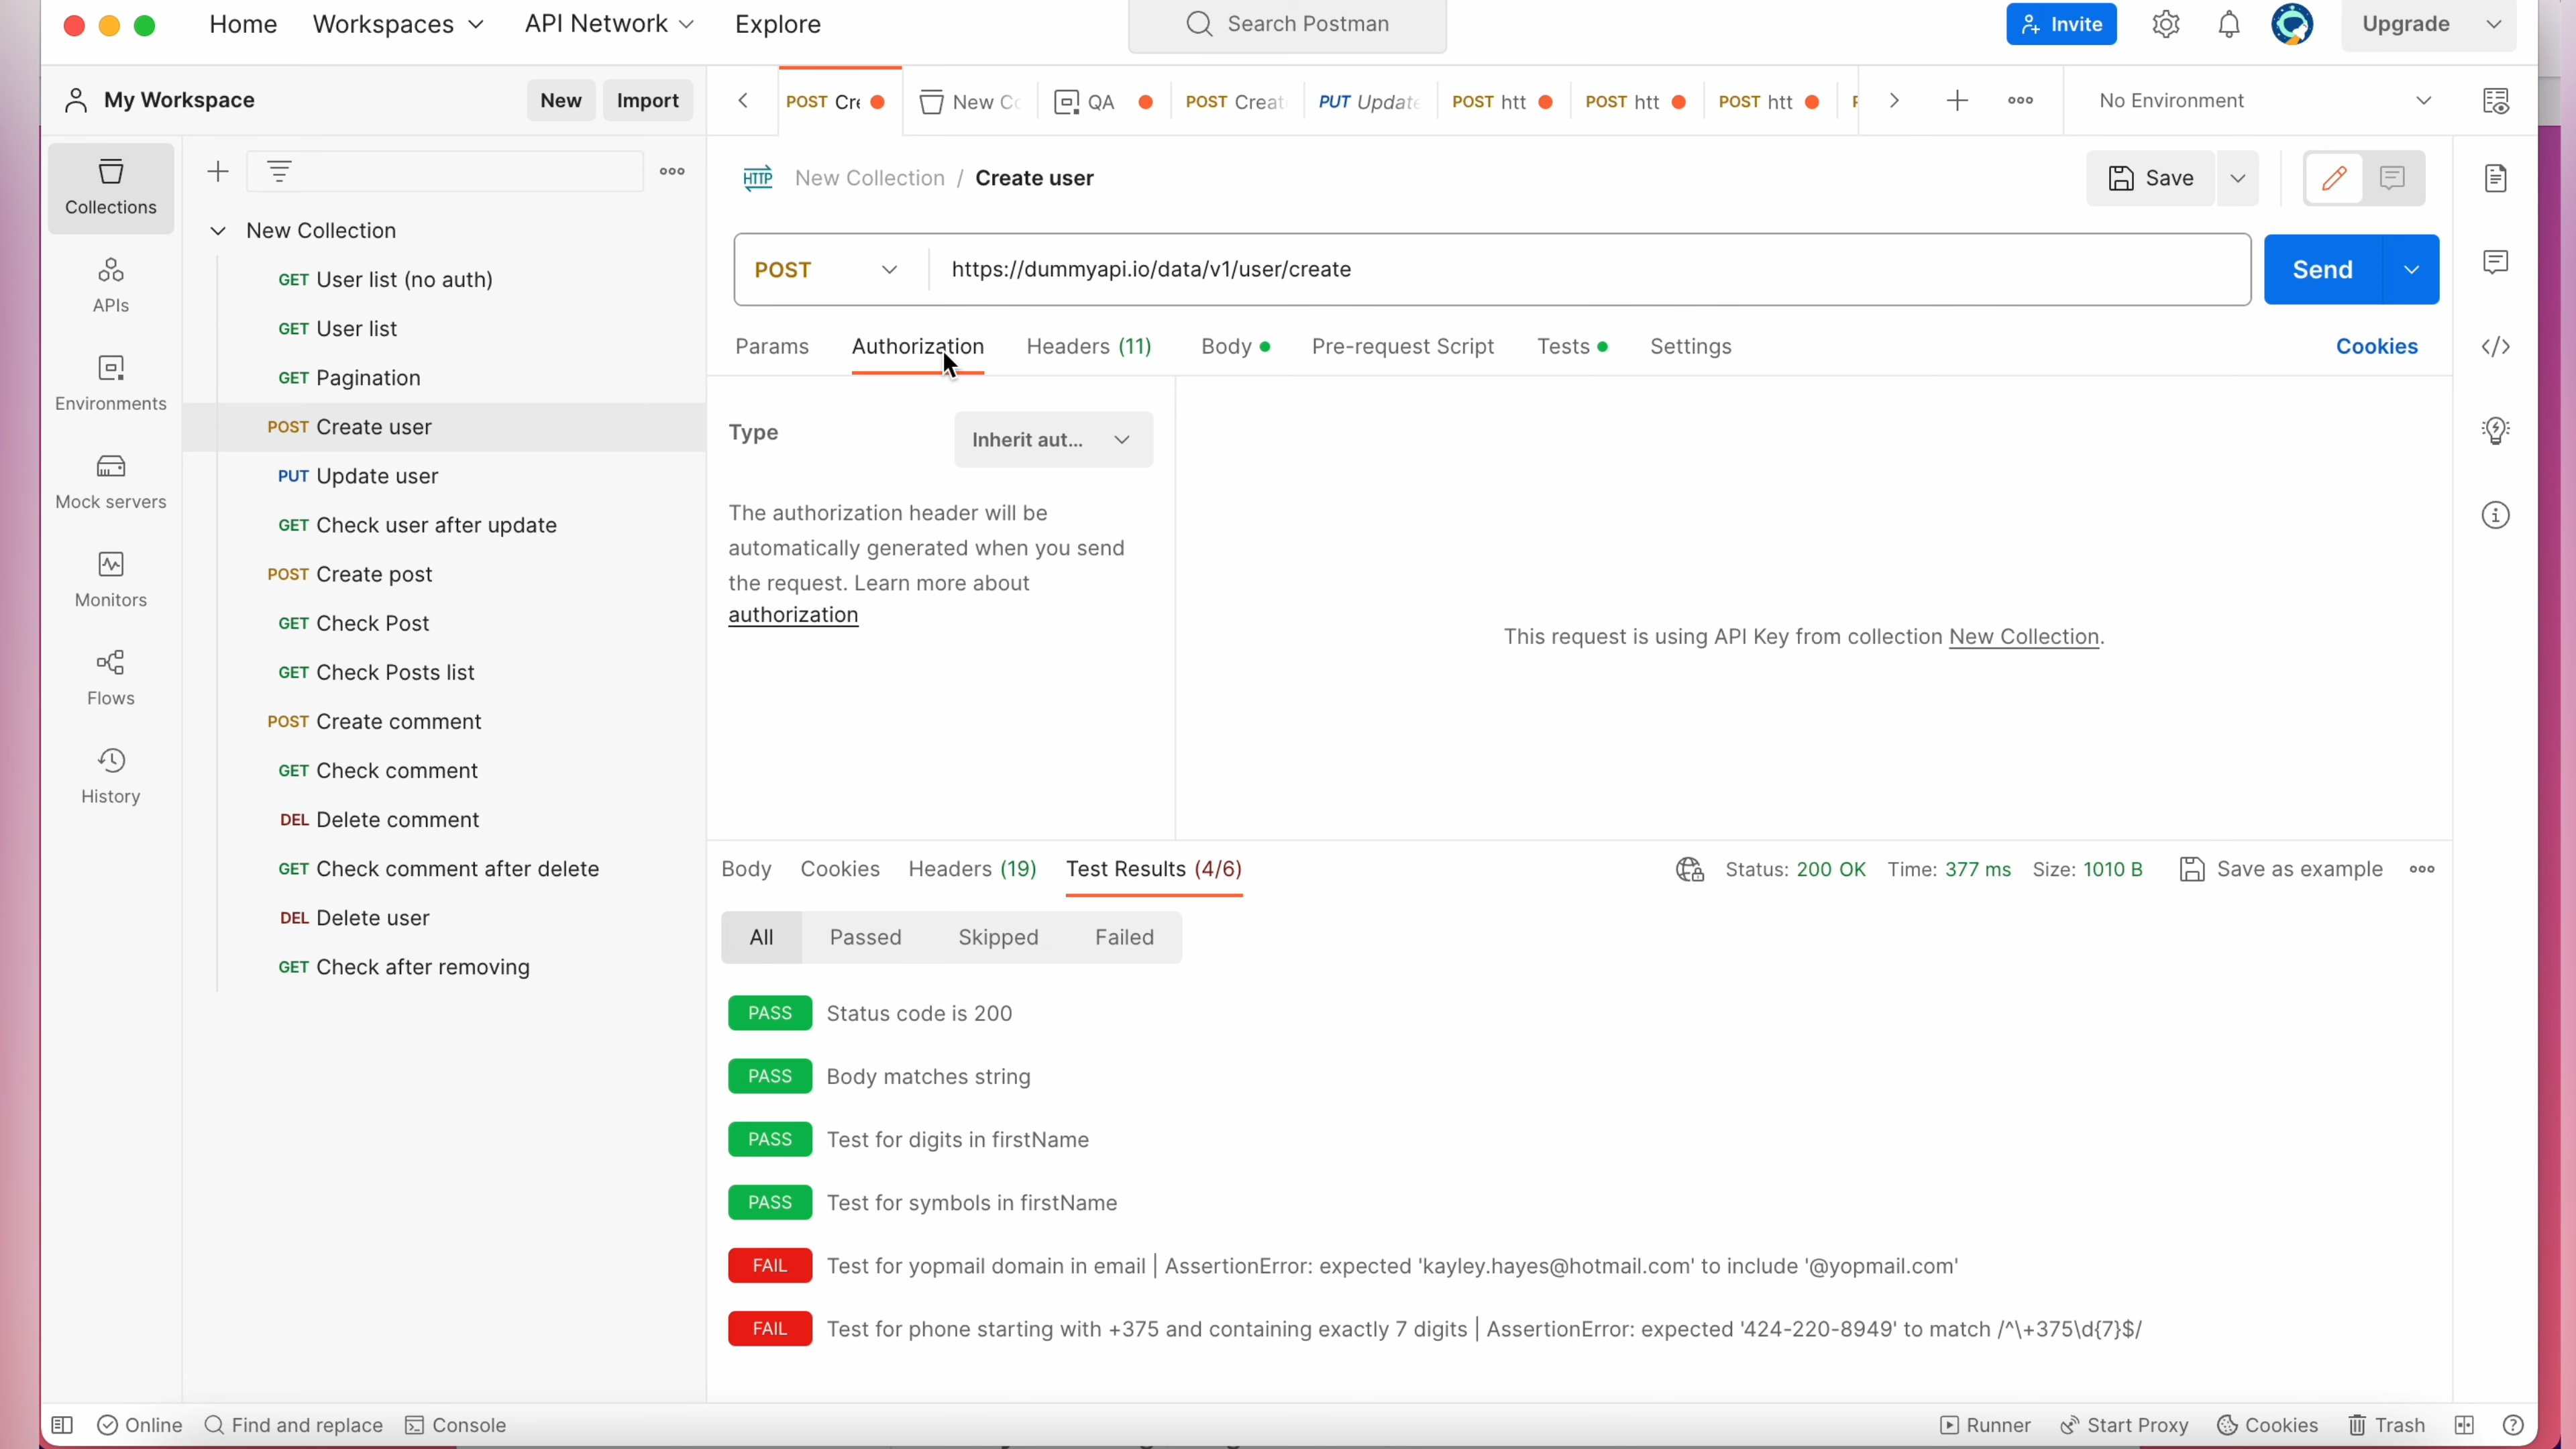 Home Workspaces API Network Explore Search Postman Invite Upgrade
My Workspace New Import POST Cre New Co QA POST Creat PUT Update POST htt POST htt POST htt No Environment
Collections
APIs
Environments
Mock servers
Monitors
Flows
History
New Collection
GET User list (no auth)
GET User list
GET Pagination
POST Create user
PUT Update user
GET Check user after update
POST Create post
GET Check Post
GET Check Posts list
POST Create comment
GET Check comment
DEL Delete comment
GET Check comment after delete
DEL Delete user
GET Check after removing
HTTP New Collection / Create user Save
POST https://dummyapi.io/data/v1/user/create Send
Params Authorization Headers (11) Body Pre-request Script Tests Settings Cookies
Type Inherit aut...
The authorization header will be
automatically generated when you send
the request. Learn more about
authorization
This request is using API Key from collection New Collection.
Body Cookies Headers (19) Test Results (4/6) Status: 200 OK Time: 377 ms Size: 1010 B Save as example
All Passed Skipped Failed
PASS Status code is 200
PASS Body matches string
PASS Test for digits in firstName
PASS Test for symbols in firstName
FAIL Test for yopmail domain in email | AssertionError: expected 'kayley.hayes@hotmail.com' to include '@yopmail.com'
FAIL Test for phone starting with +375 and containing exactly 7 digits | AssertionError: expected '424-220-8949' to match /^\+375\d{7}$/
Online Find and replace Console Runner Start Proxy Cookies Trash